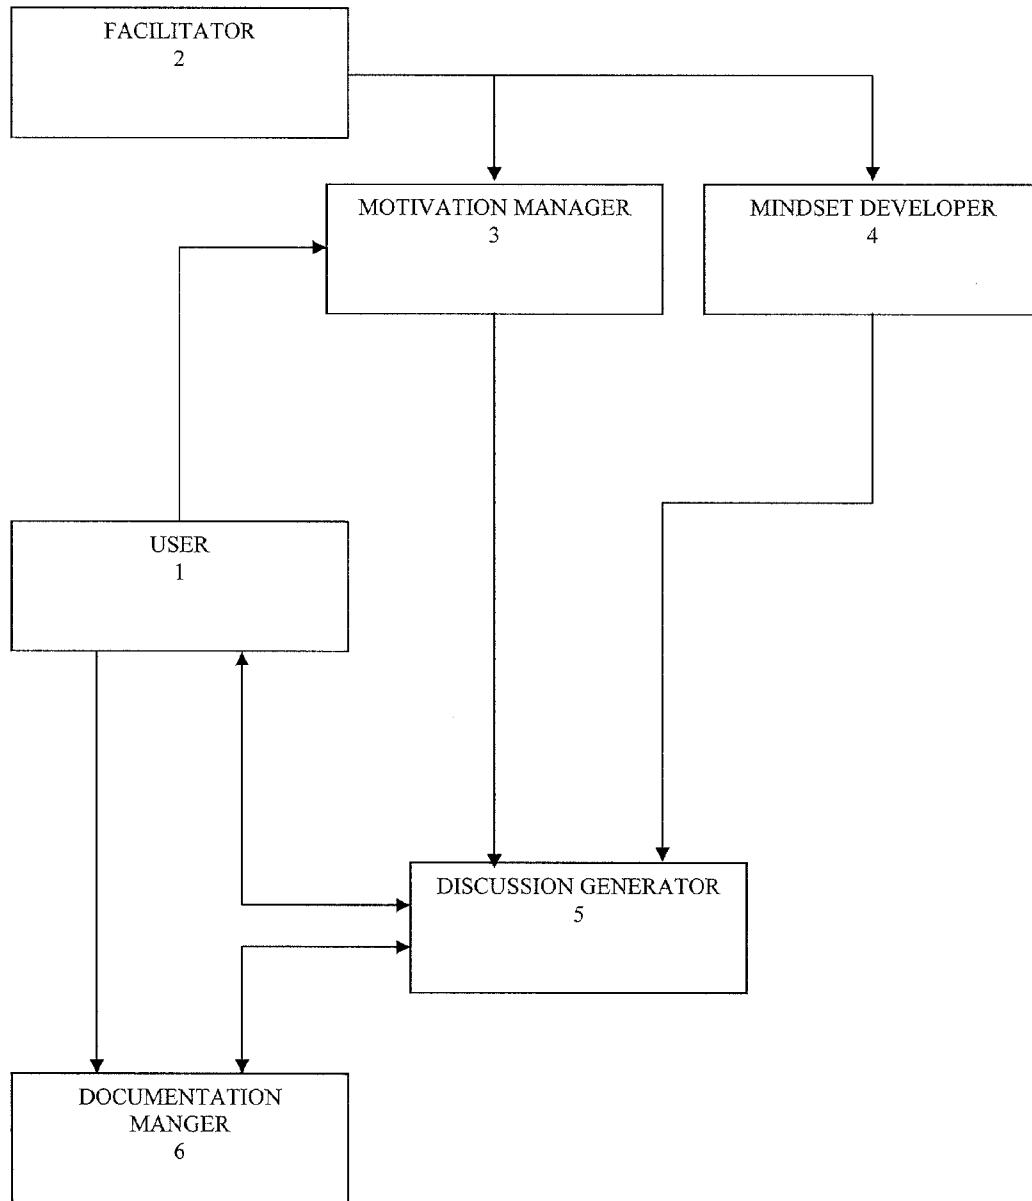 FACILITATOR
2
MOTIVATION MANAGER
3
MINDSET DEVELOPER
4
USER
1
DISCUSSION GENERATOR
5
DOCUMENTATION
MANGER
6